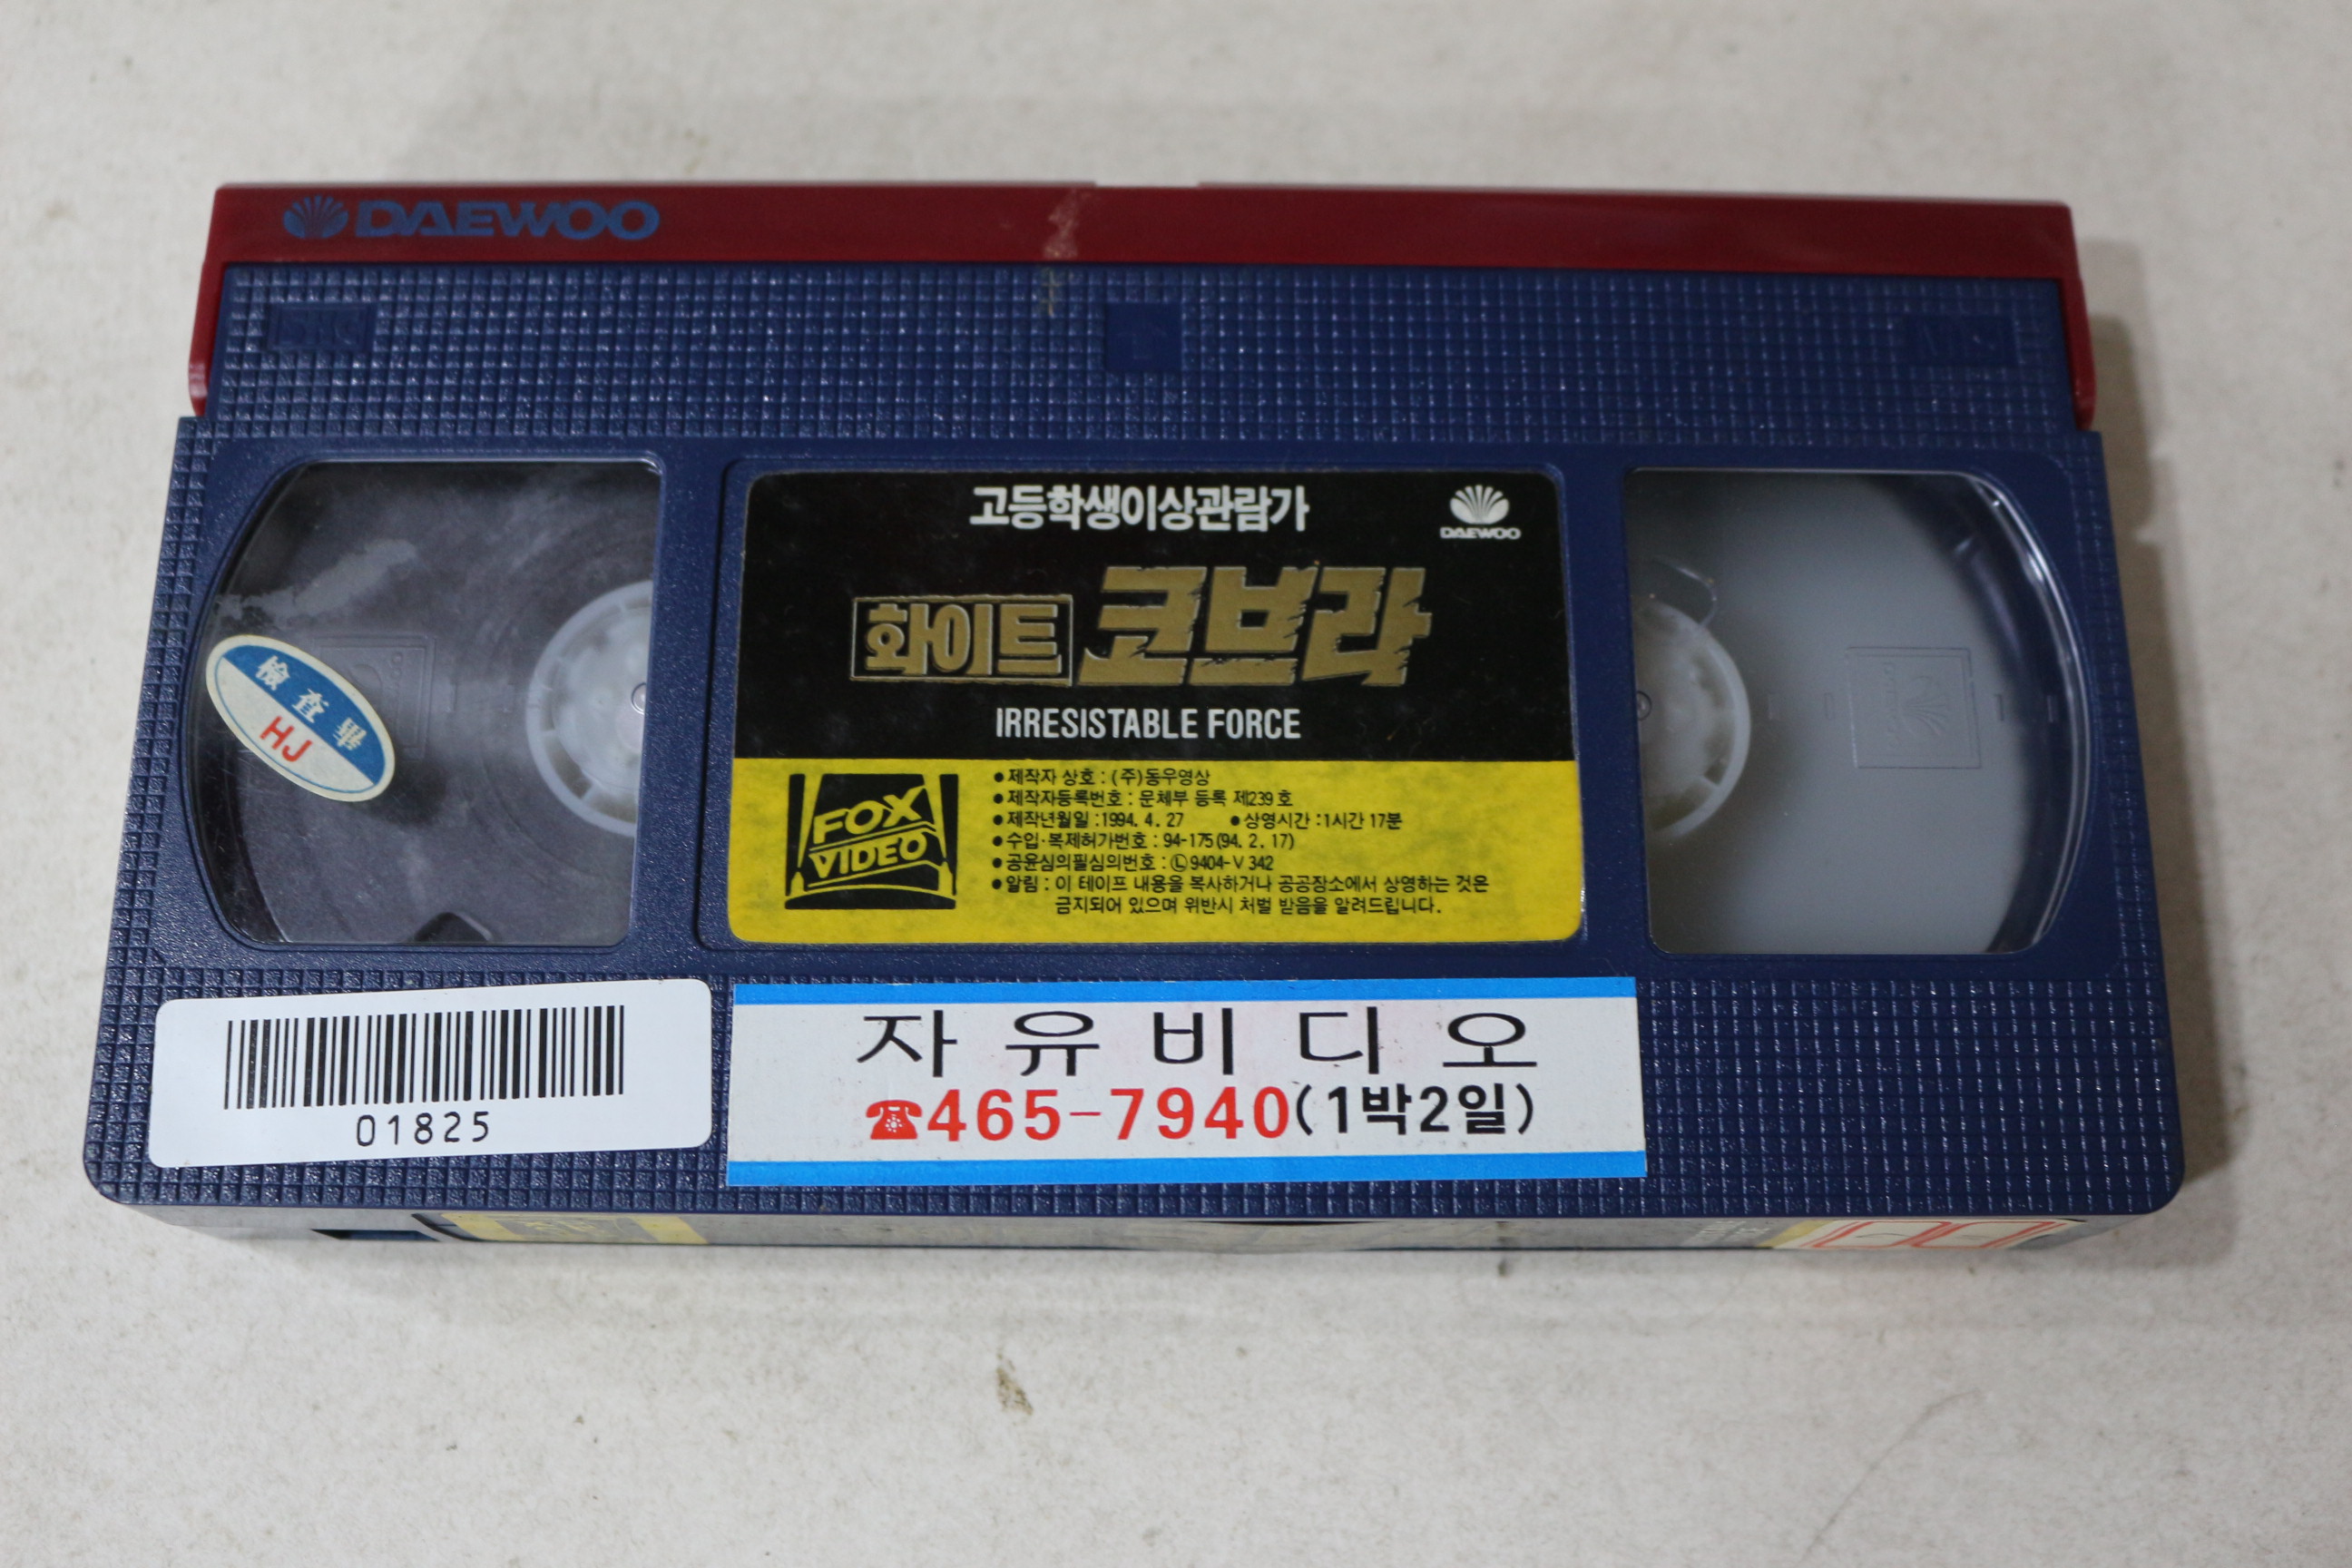 DAEWOO
VHS
고등학생이상관람가
DAEWOO
화이트 코브라
IRRESISTABLE FORCE
FOX
VIDEO
●제작자 상호 : (주)동우영상
●제작자등록번호 : 문체부 등록 제239호
●제작년월일 : 1994. 4. 27 ●상영시간 : 1시간 17분
●수입·복제허가번호 : 94-175 (94. 2. 17)
●공윤심의필심의번호 : Ⓛ 9404-V 342
●알림 : 이 테이프 내용을 복사하거나 공공장소에서 상영하는 것은
금지되어 있으며 위반시 처벌 받음을 알려드립니다.
檢査畢
HJ
01825
자유비디오
☎465-7940(1박2일)